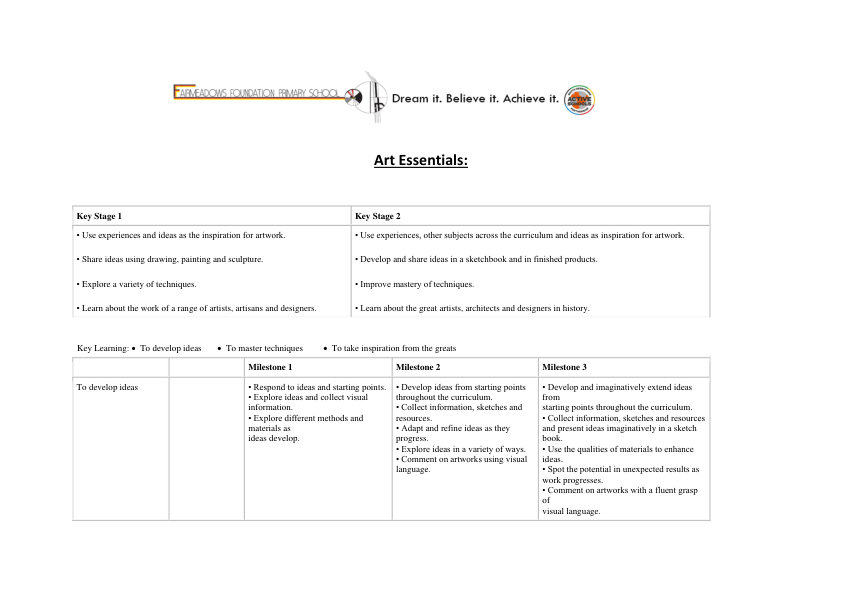 FAIRMEADOWS FOUNDATION PRIMARY SCHOOL
Dream it. Believe it. Achieve it.
ACTIVE
SCHOOLS
Art Essentials:
Key Stage 1
Key Stage 2
• Use experiences and ideas as the inspiration for artwork.
• Share ideas using drawing, painting and sculpture.
• Explore a variety of techniques.
• Learn about the work of a range of artists, artisans and designers.
• Use experiences, other subjects across the curriculum and ideas as inspiration for artwork.
• Develop and share ideas in a sketchbook and in finished products.
• Improve mastery of techniques.
• Learn about the great artists, architects and designers in history.
Key Learning: • To develop ideas • To master techniques • To take inspiration from the greats
Milestone 1
Milestone 2
Milestone 3
To develop ideas
• Respond to ideas and starting points.
• Explore ideas and collect visual
information.
• Explore different methods and
materials as
ideas develop.
• Develop ideas from starting points
throughout the curriculum.
• Collect information, sketches and
resources.
• Adapt and refine ideas as they
progress.
• Explore ideas in a variety of ways.
• Comment on artworks using visual
language.
• Develop and imaginatively extend ideas
from
starting points throughout the curriculum.
• Collect information, sketches and resources
and present ideas imaginatively in a sketch
book.
• Use the qualities of materials to enhance
ideas.
• Spot the potential in unexpected results as
work progresses.
• Comment on artworks with a fluent grasp
of
visual language.